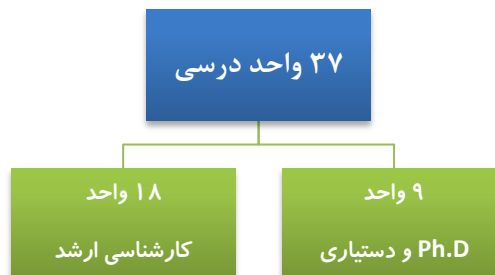 ۳۷ واحد درسی
۹ واحد
Ph.D و دستیاری
۱۸ واحد
کارشناسی ارشد